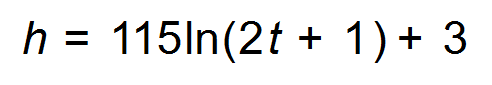 h = 115ln(2t + 1) + 3